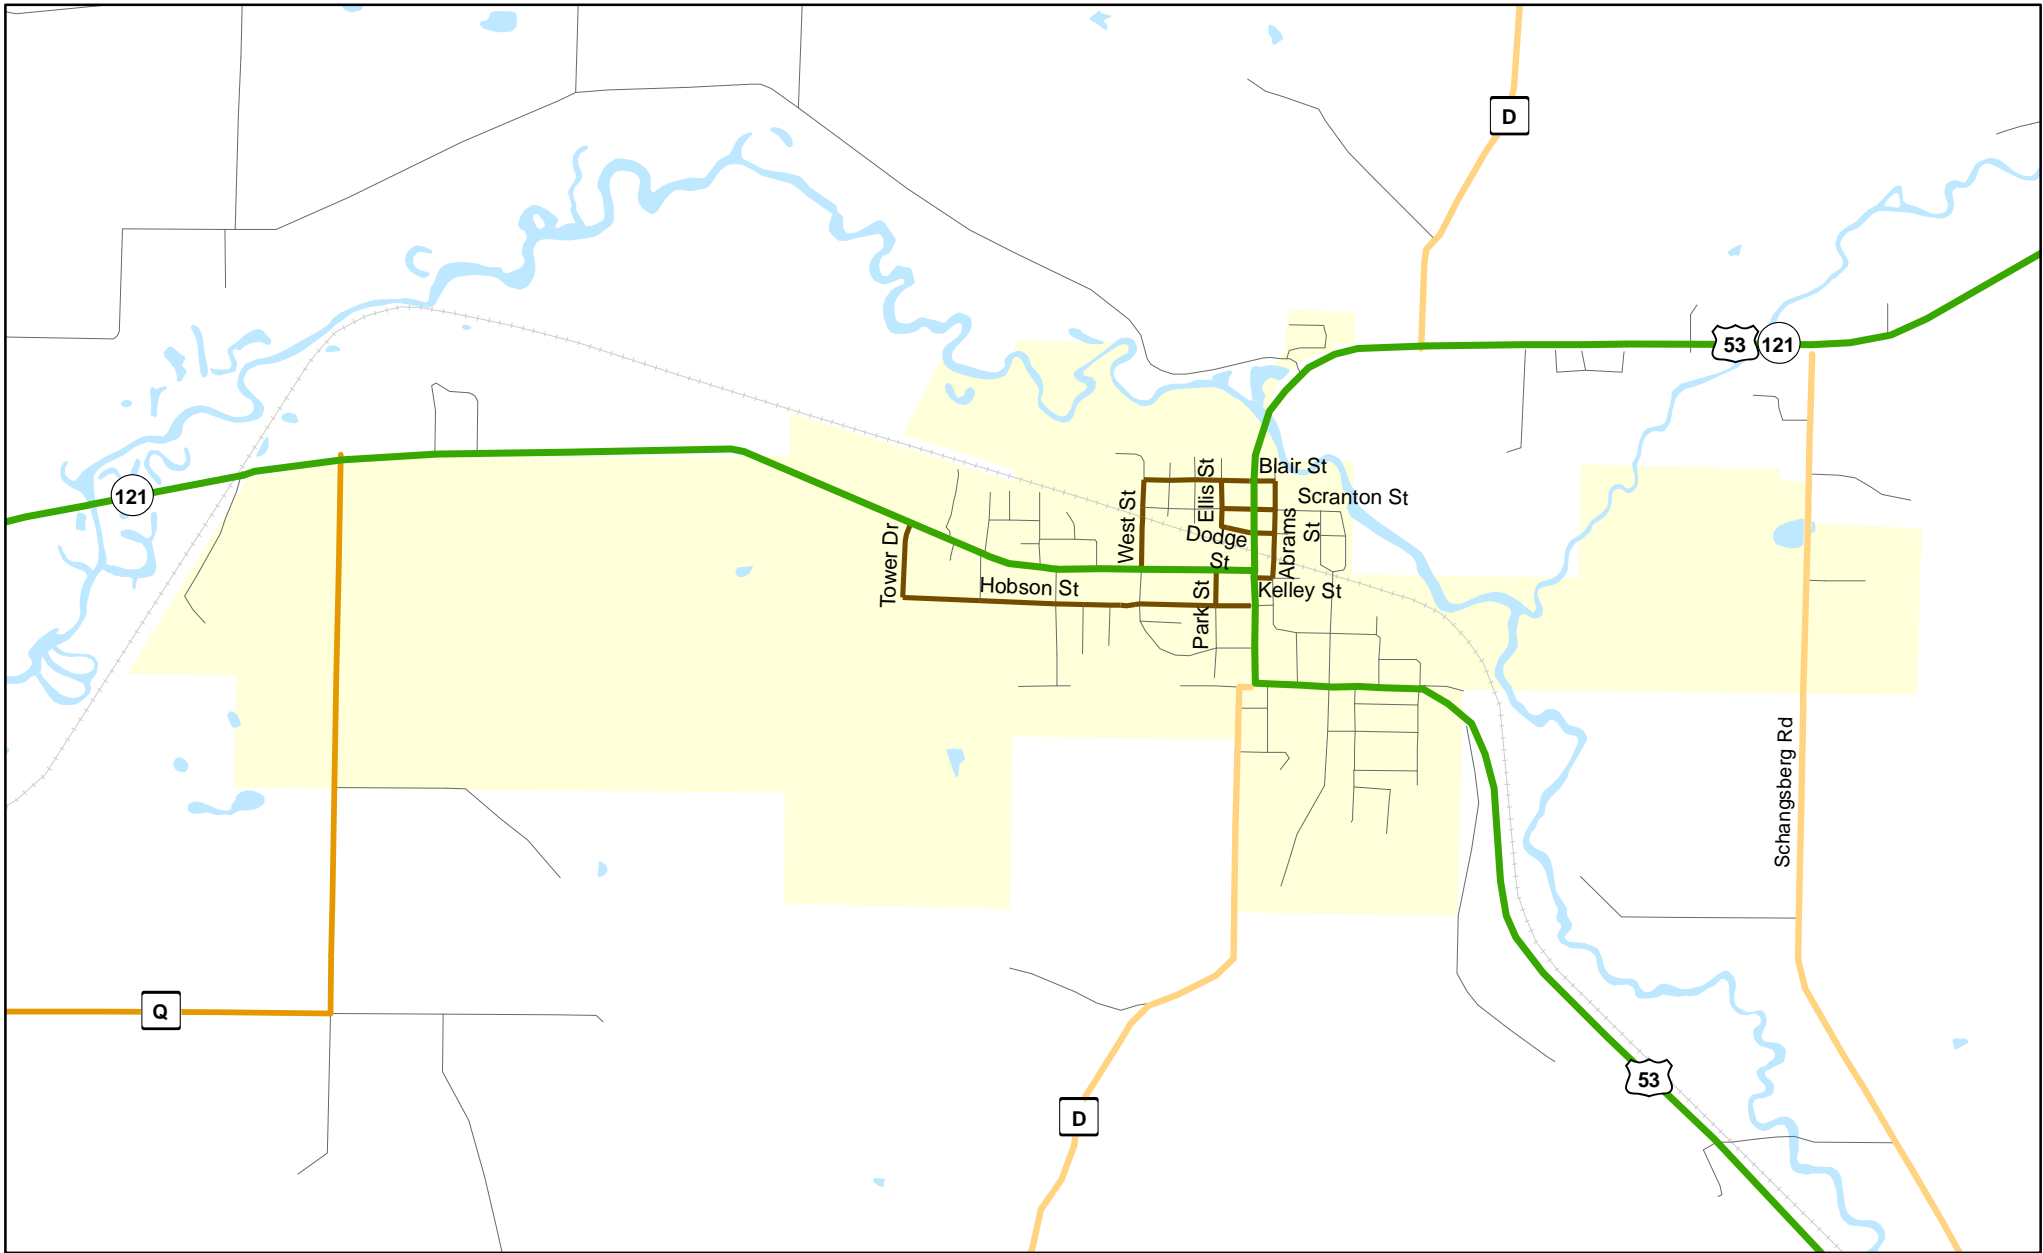 D
53
121
Blair St
Ellis St
Scranton St
West St
121
Dodge
St
Abrams
St
Tower Dr
Hobson St
Kelley St
Park St
Schangsberg Rd
Q
53
D